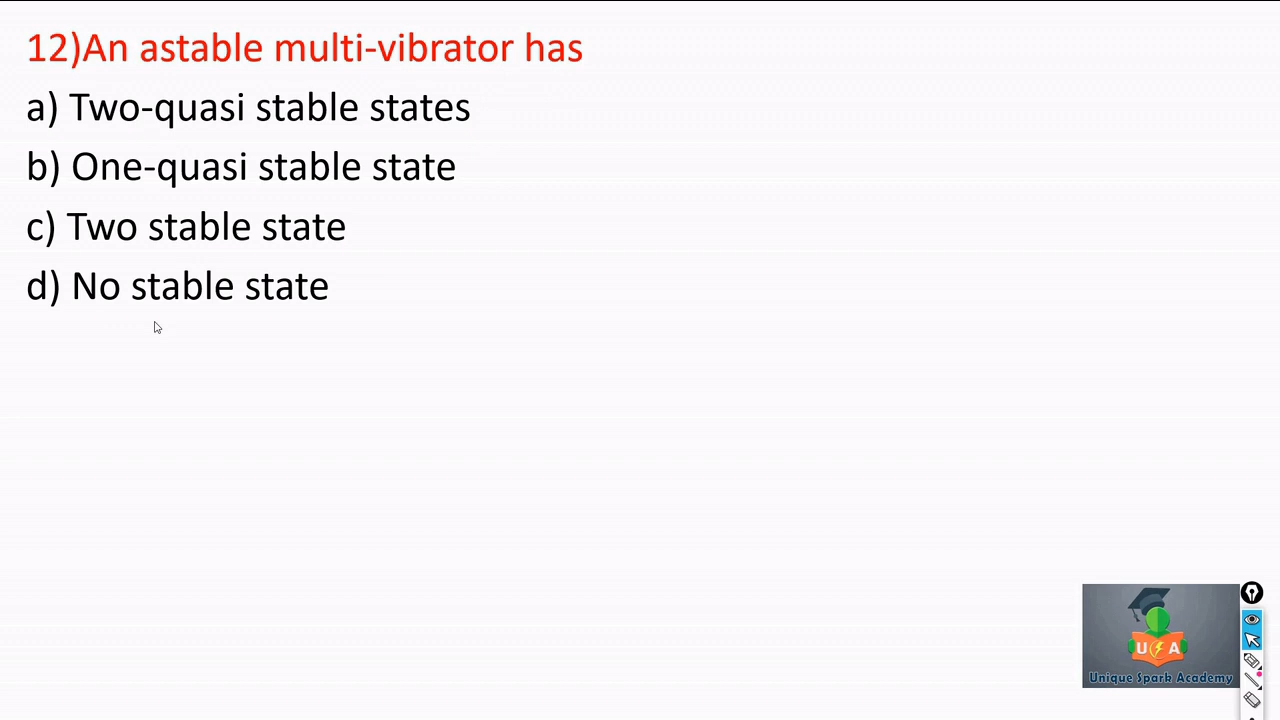 12)An astable multi-vibrator has
a) Two-quasi stable states
b) One-quasi stable state
c) Two stable state
d) No stable state
U A
Unique Spark Academy